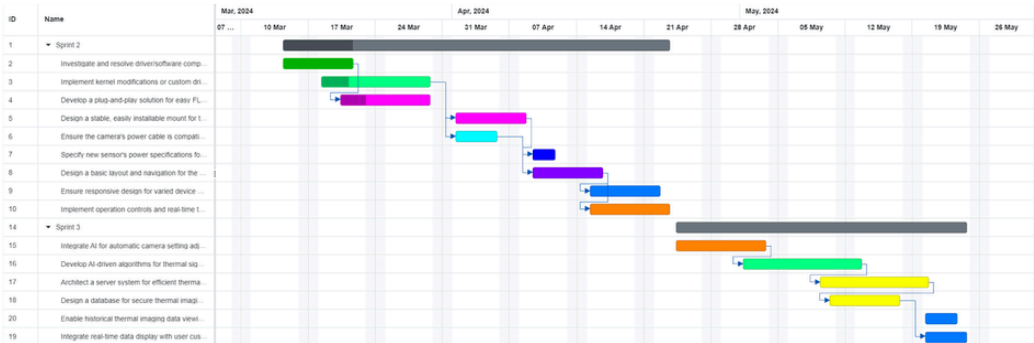 Mar, 2024 Apr, 2024 May, 2024
ID Name 07 ... 10 Mar 17 Mar 24 Mar 31 Mar 07 Apr 14 Apr 21 Apr 28 Apr 05 May 12 May 19 May 26 May
1 Sprint 2
2 Investigate and resolve driver/software comp...
3 Implement kernel modifications or custom dri...
4 Develop a plug-and-play solution for easy FL...
5 Design a stable, easily installable mount for t...
6 Ensure the camera's power cable is compati...
7 Specify new sensor's power specifications fo...
8 Design a basic layout and navigation for the ...
9 Ensure responsive design for varied device ...
10 Implement operation controls and real-time t...
14 Sprint 3
15 Integrate AI for automatic camera setting adj...
16 Develop AI-driven algorithms for thermal sig...
17 Architect a server system for efficient therma...
18 Design a database for secure thermal imagi...
20 Enable historical thermal imaging data viewi...
19 Integrate real-time data display with user cus...